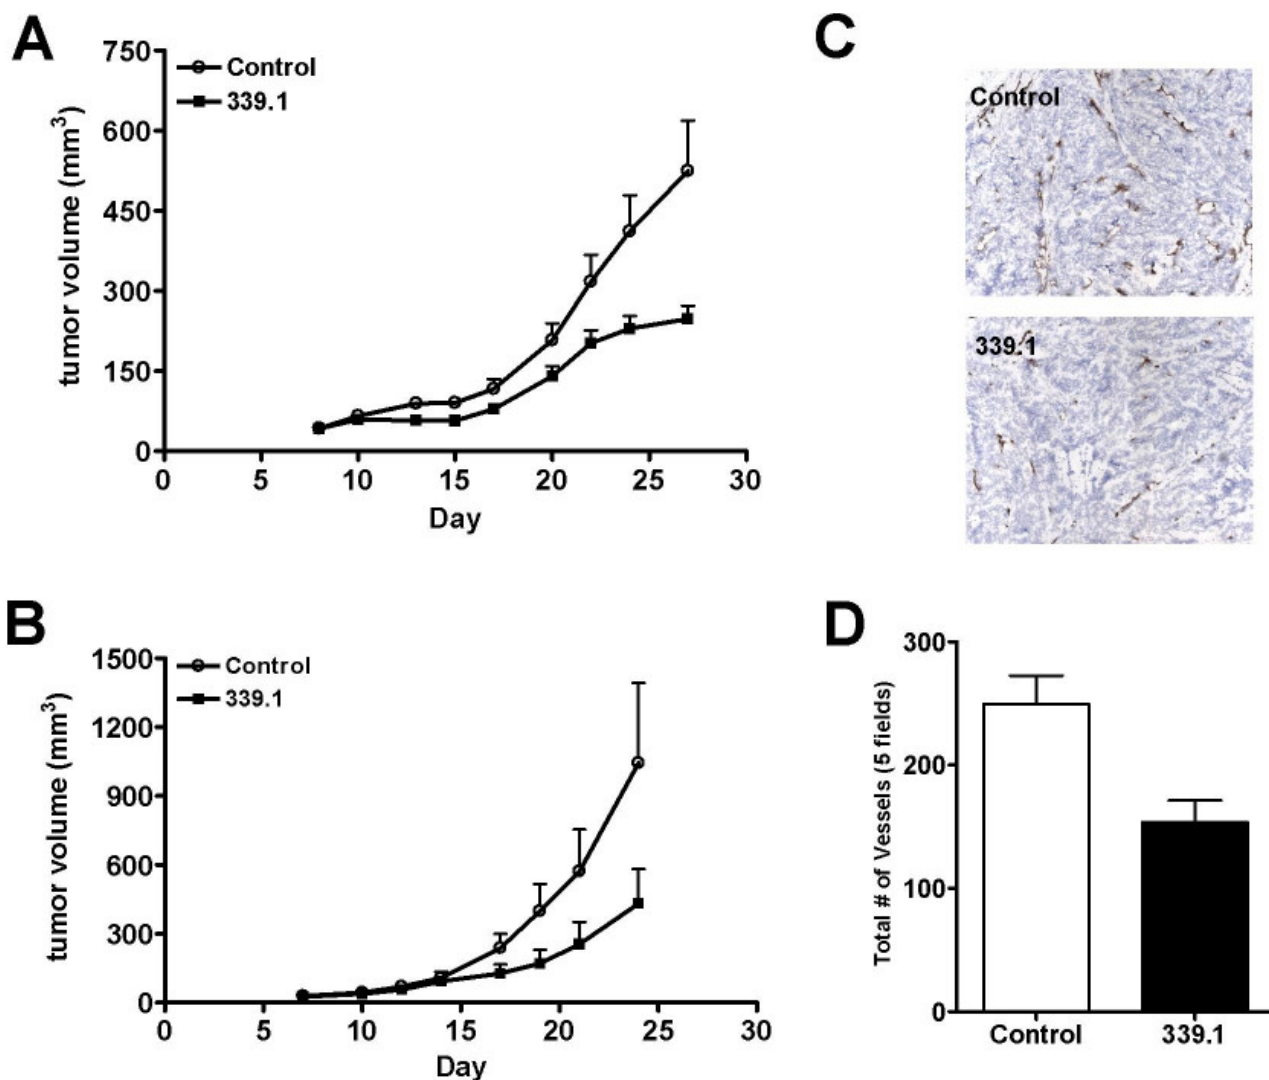 A
750
600
450
300
150
0
tumor volume (mm³)
Control
339.1
0 5 10 15 20 25 30
Day
B
1500
1200
900
600
300
0
tumor volume (mm³)
Control
339.1
0 5 10 15 20 25 30
Day
C
Control
339.1
D
300
200
100
0
Total # of Vessels (5 fields)
Control 339.1